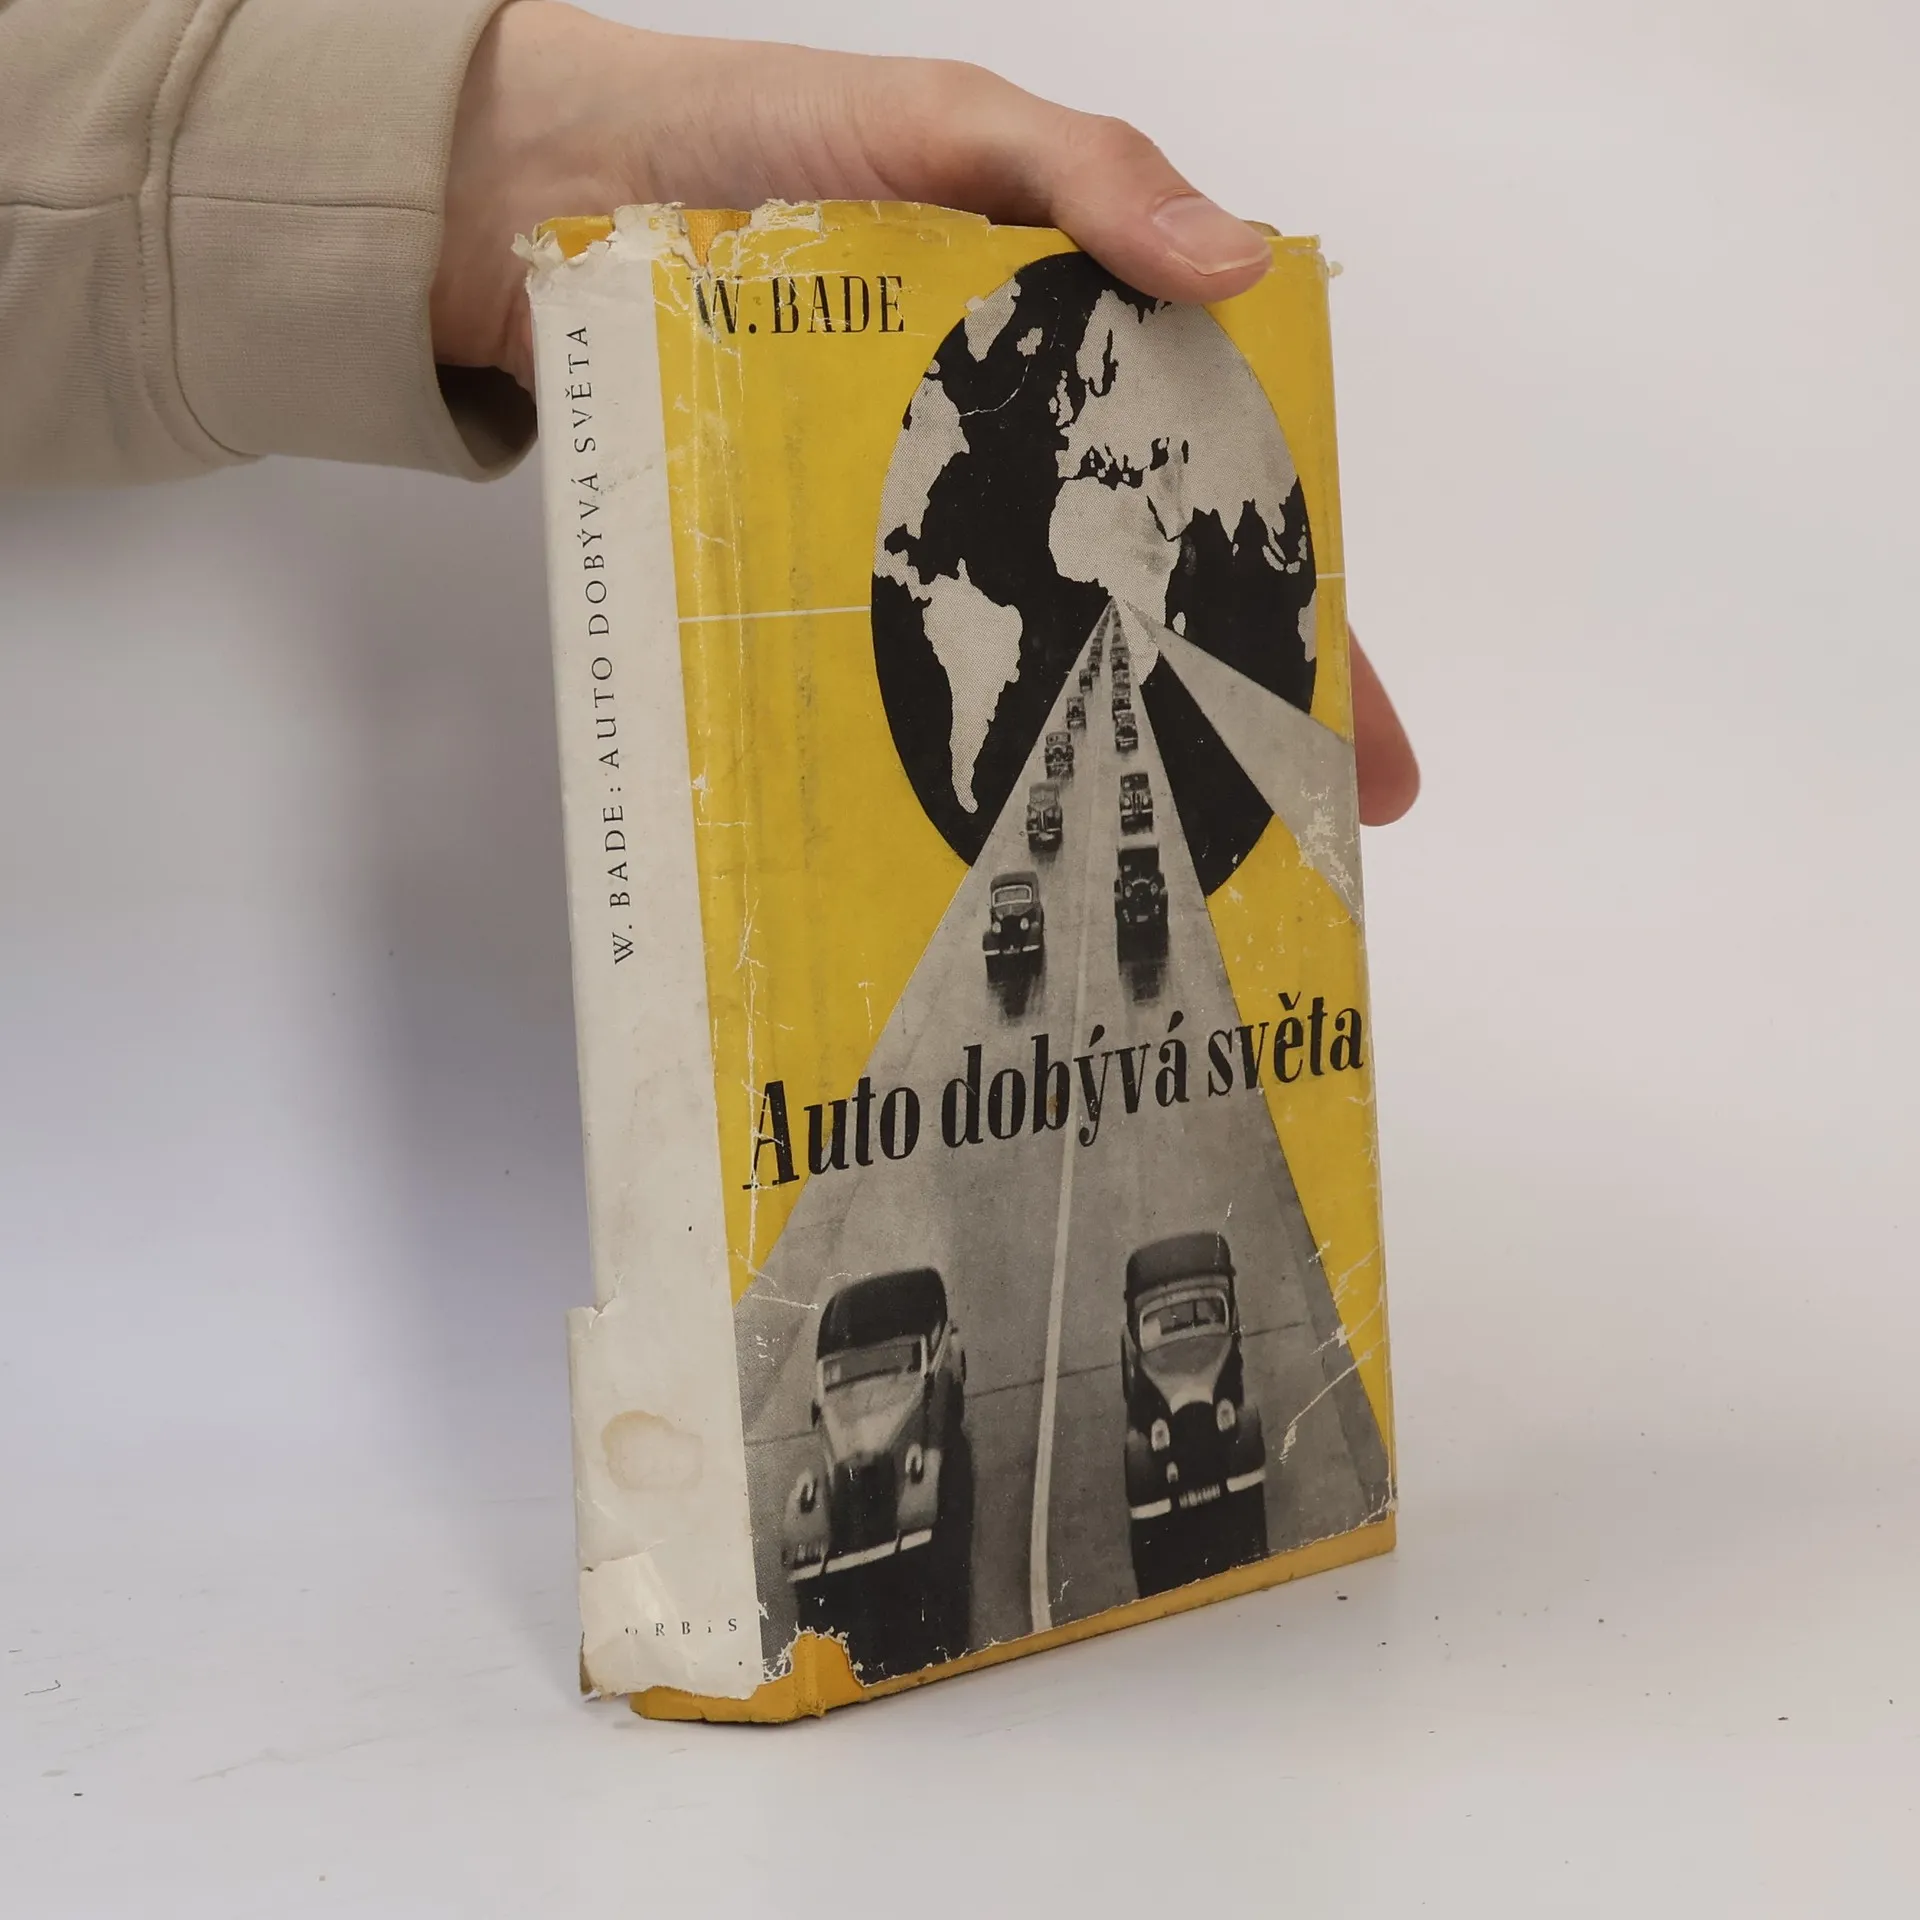 W. BADE: AUTO DOBÝVÁ SVĚTA
ORBIS
W. BADE
Auto dobývá světa